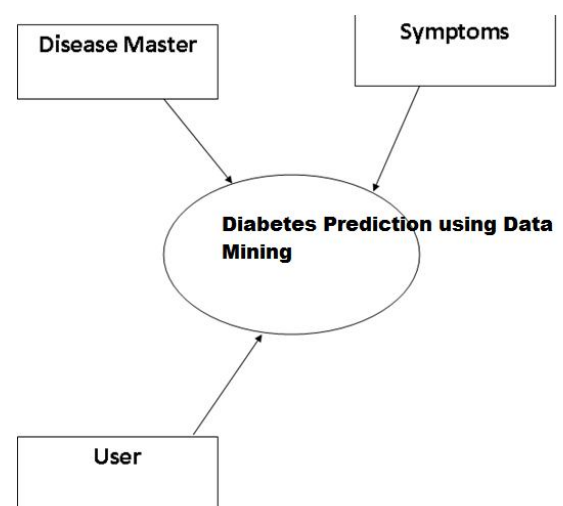 Disease Master
Symptoms
Diabetes Prediction using Data
Mining
User